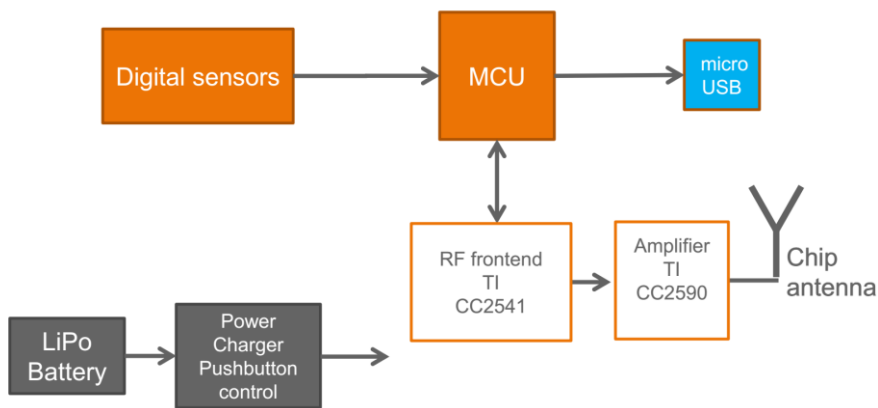 Digital sensors
MCU
micro
USB
RF frontend
TI
CC2541
Amplifier
TI
CC2590
Chip
antenna
LiPo
Battery
Power
Charger
Pushbutton
control